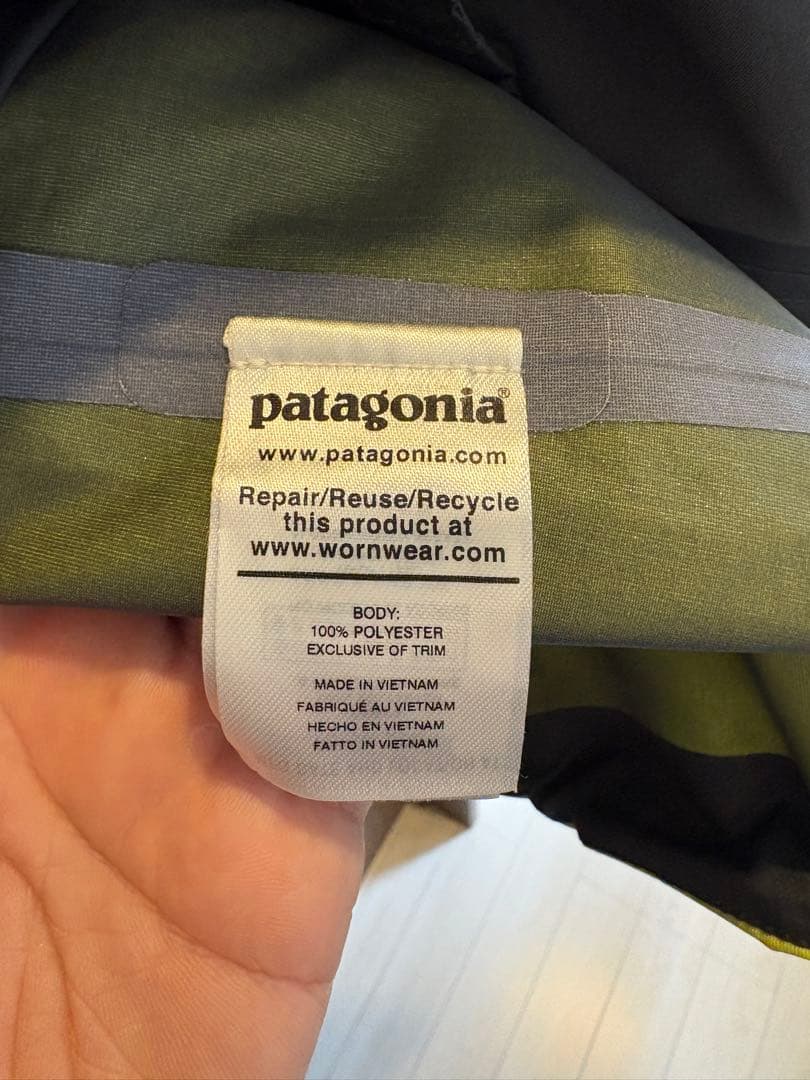 patagonia®
www.patagonia.com
Repair/Reuse/Recycle
this product at
www.wornwear.com
BODY:
100% POLYESTER
EXCLUSIVE OF TRIM
MADE IN VIETNAM
FABRIQUÉ AU VIETNAM
HECHO EN VIETNAM
FATTO IN VIETNAM